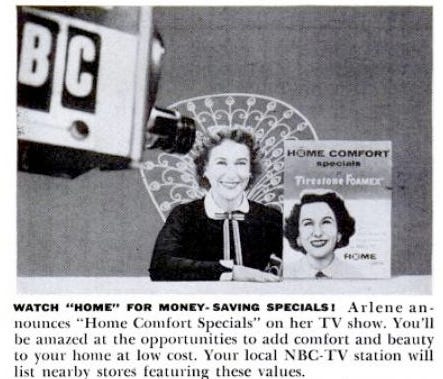 BC
HOME COMFORT
specials
Firestone FOAMEX
HOME
WATCH "HOME" FOR MONEY-SAVING SPECIALS! Arlene an-
nounces "Home Comfort Specials" on her TV show. You'll
be amazed at the opportunities to add comfort and beauty
to your home at low cost. Your local NBC-TV station will
list nearby stores featuring these values.